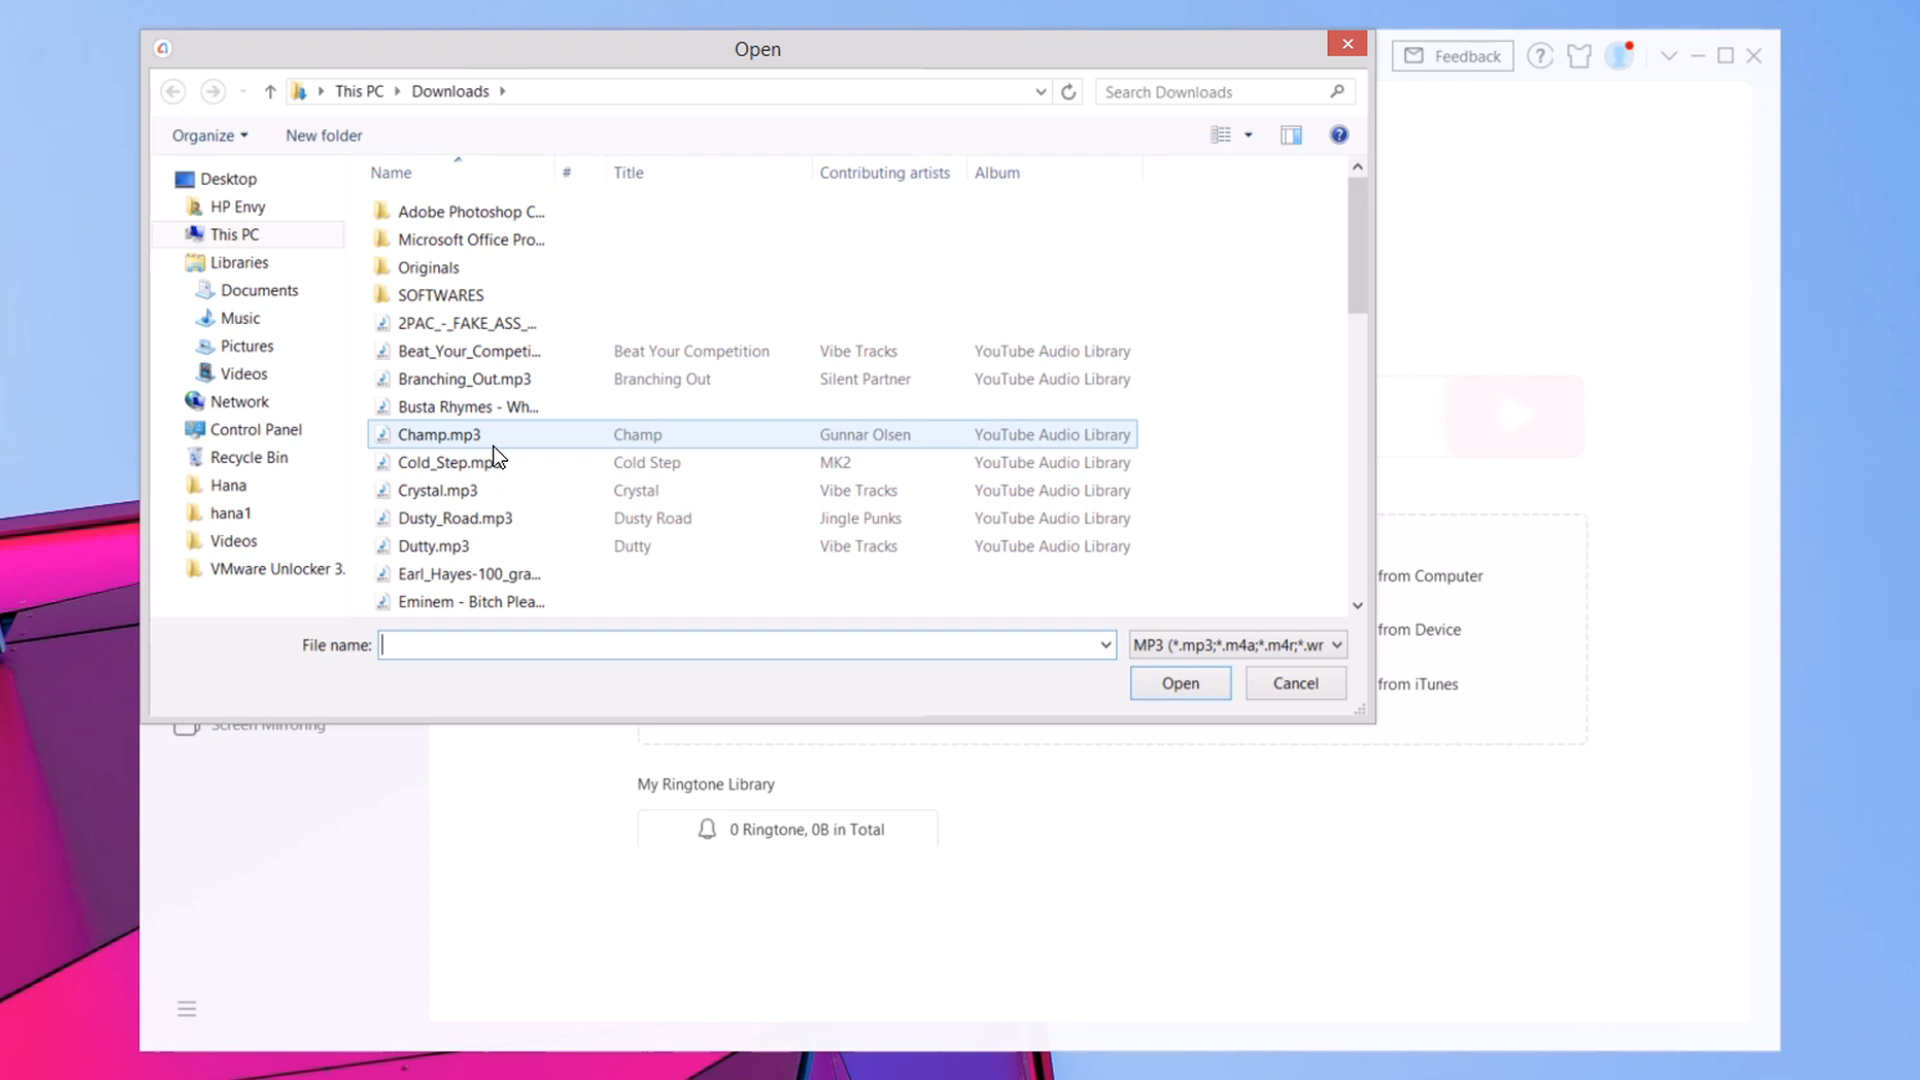 Open
Feedback
This PC
Downloads
Search Downloads
Organize
New folder
Name
#
Title
Contributing artists
Album
Desktop
HP Envy
This PC
Libraries
Documents
Music
Pictures
Videos
Network
Control Panel
Recycle Bin
Hana
hana1
Videos
VMware Unlocker 3.
Adobe Photoshop C...
Microsoft Office Pro...
Originals
SOFTWARES
2PAC_-_FAKE_ASS_...
Beat_Your_Competi... Beat Your Competition Vibe Tracks YouTube Audio Library
Branching_Out.mp3 Branching Out Silent Partner YouTube Audio Library
Busta Rhymes - Wh...
Champ.mp3 Champ Gunnar Olsen YouTube Audio Library
Cold_Step.mp3 Cold Step MK2 YouTube Audio Library
Crystal.mp3 Crystal Vibe Tracks YouTube Audio Library
Dusty_Road.mp3 Dusty Road Jingle Punks YouTube Audio Library
Dutty.mp3 Dutty Vibe Tracks YouTube Audio Library
Earl_Hayes-100_gra...
Eminem - Bitch Plea...
File name:
MP3 (*.mp3;*.m4a;*.m4r;*.wr
Open
Cancel
from Computer
from Device
from iTunes
Screen Mirroring
My Ringtone Library
0 Ringtone, 0B in Total